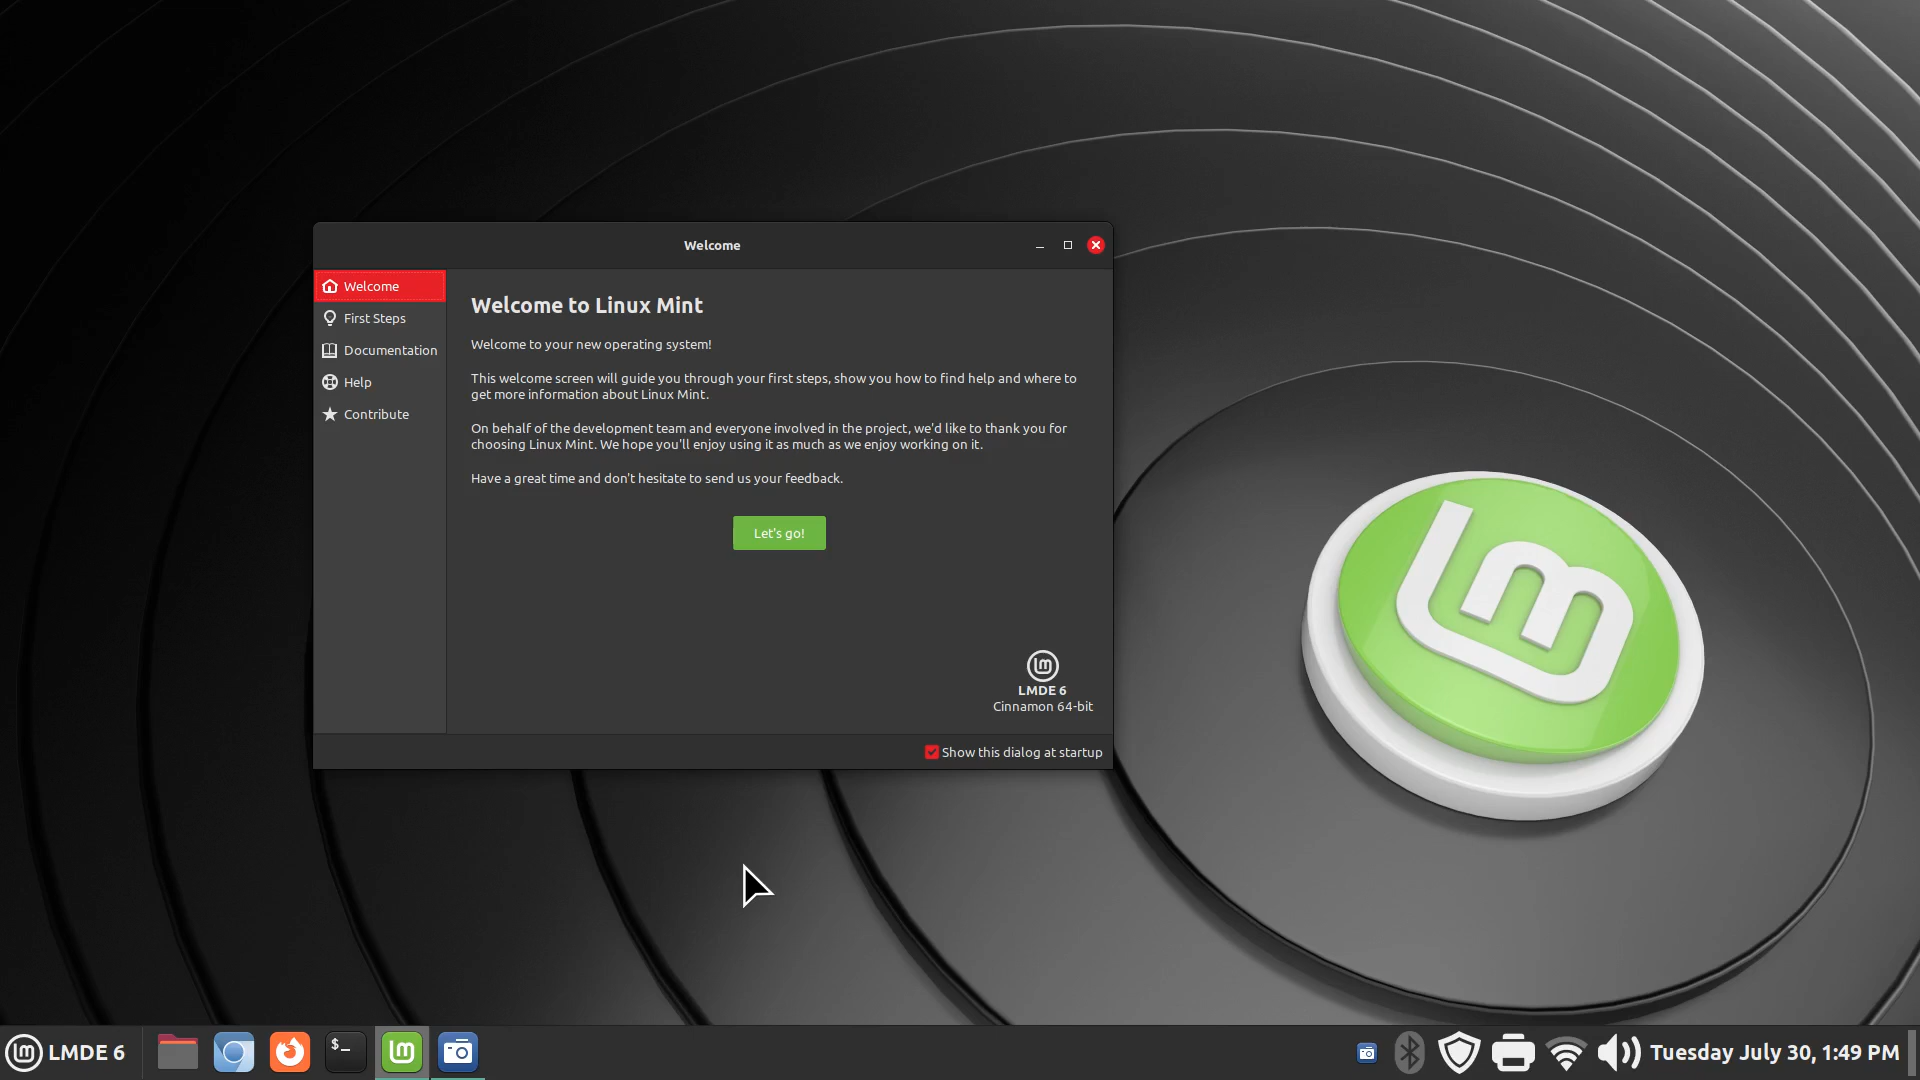 Welcome
Welcome
First Steps
Documentation
Help
Contribute
Welcome to Linux Mint
Welcome to your new operating system!
This welcome screen will guide you through your first steps, show you how to find help and where to
get more information about Linux Mint.
On behalf of the development team and everyone involved in the project, we'd like to thank you for
choosing Linux Mint. We hope you'll enjoy using it as much as we enjoy working on it.
Have a great time and don't hesitate to send us your feedback.
Let's go!
LMDE 6
Cinnamon 64-bit
Show this dialog at startup
LMDE 6
$_
Tuesday July 30, 1:49 PM